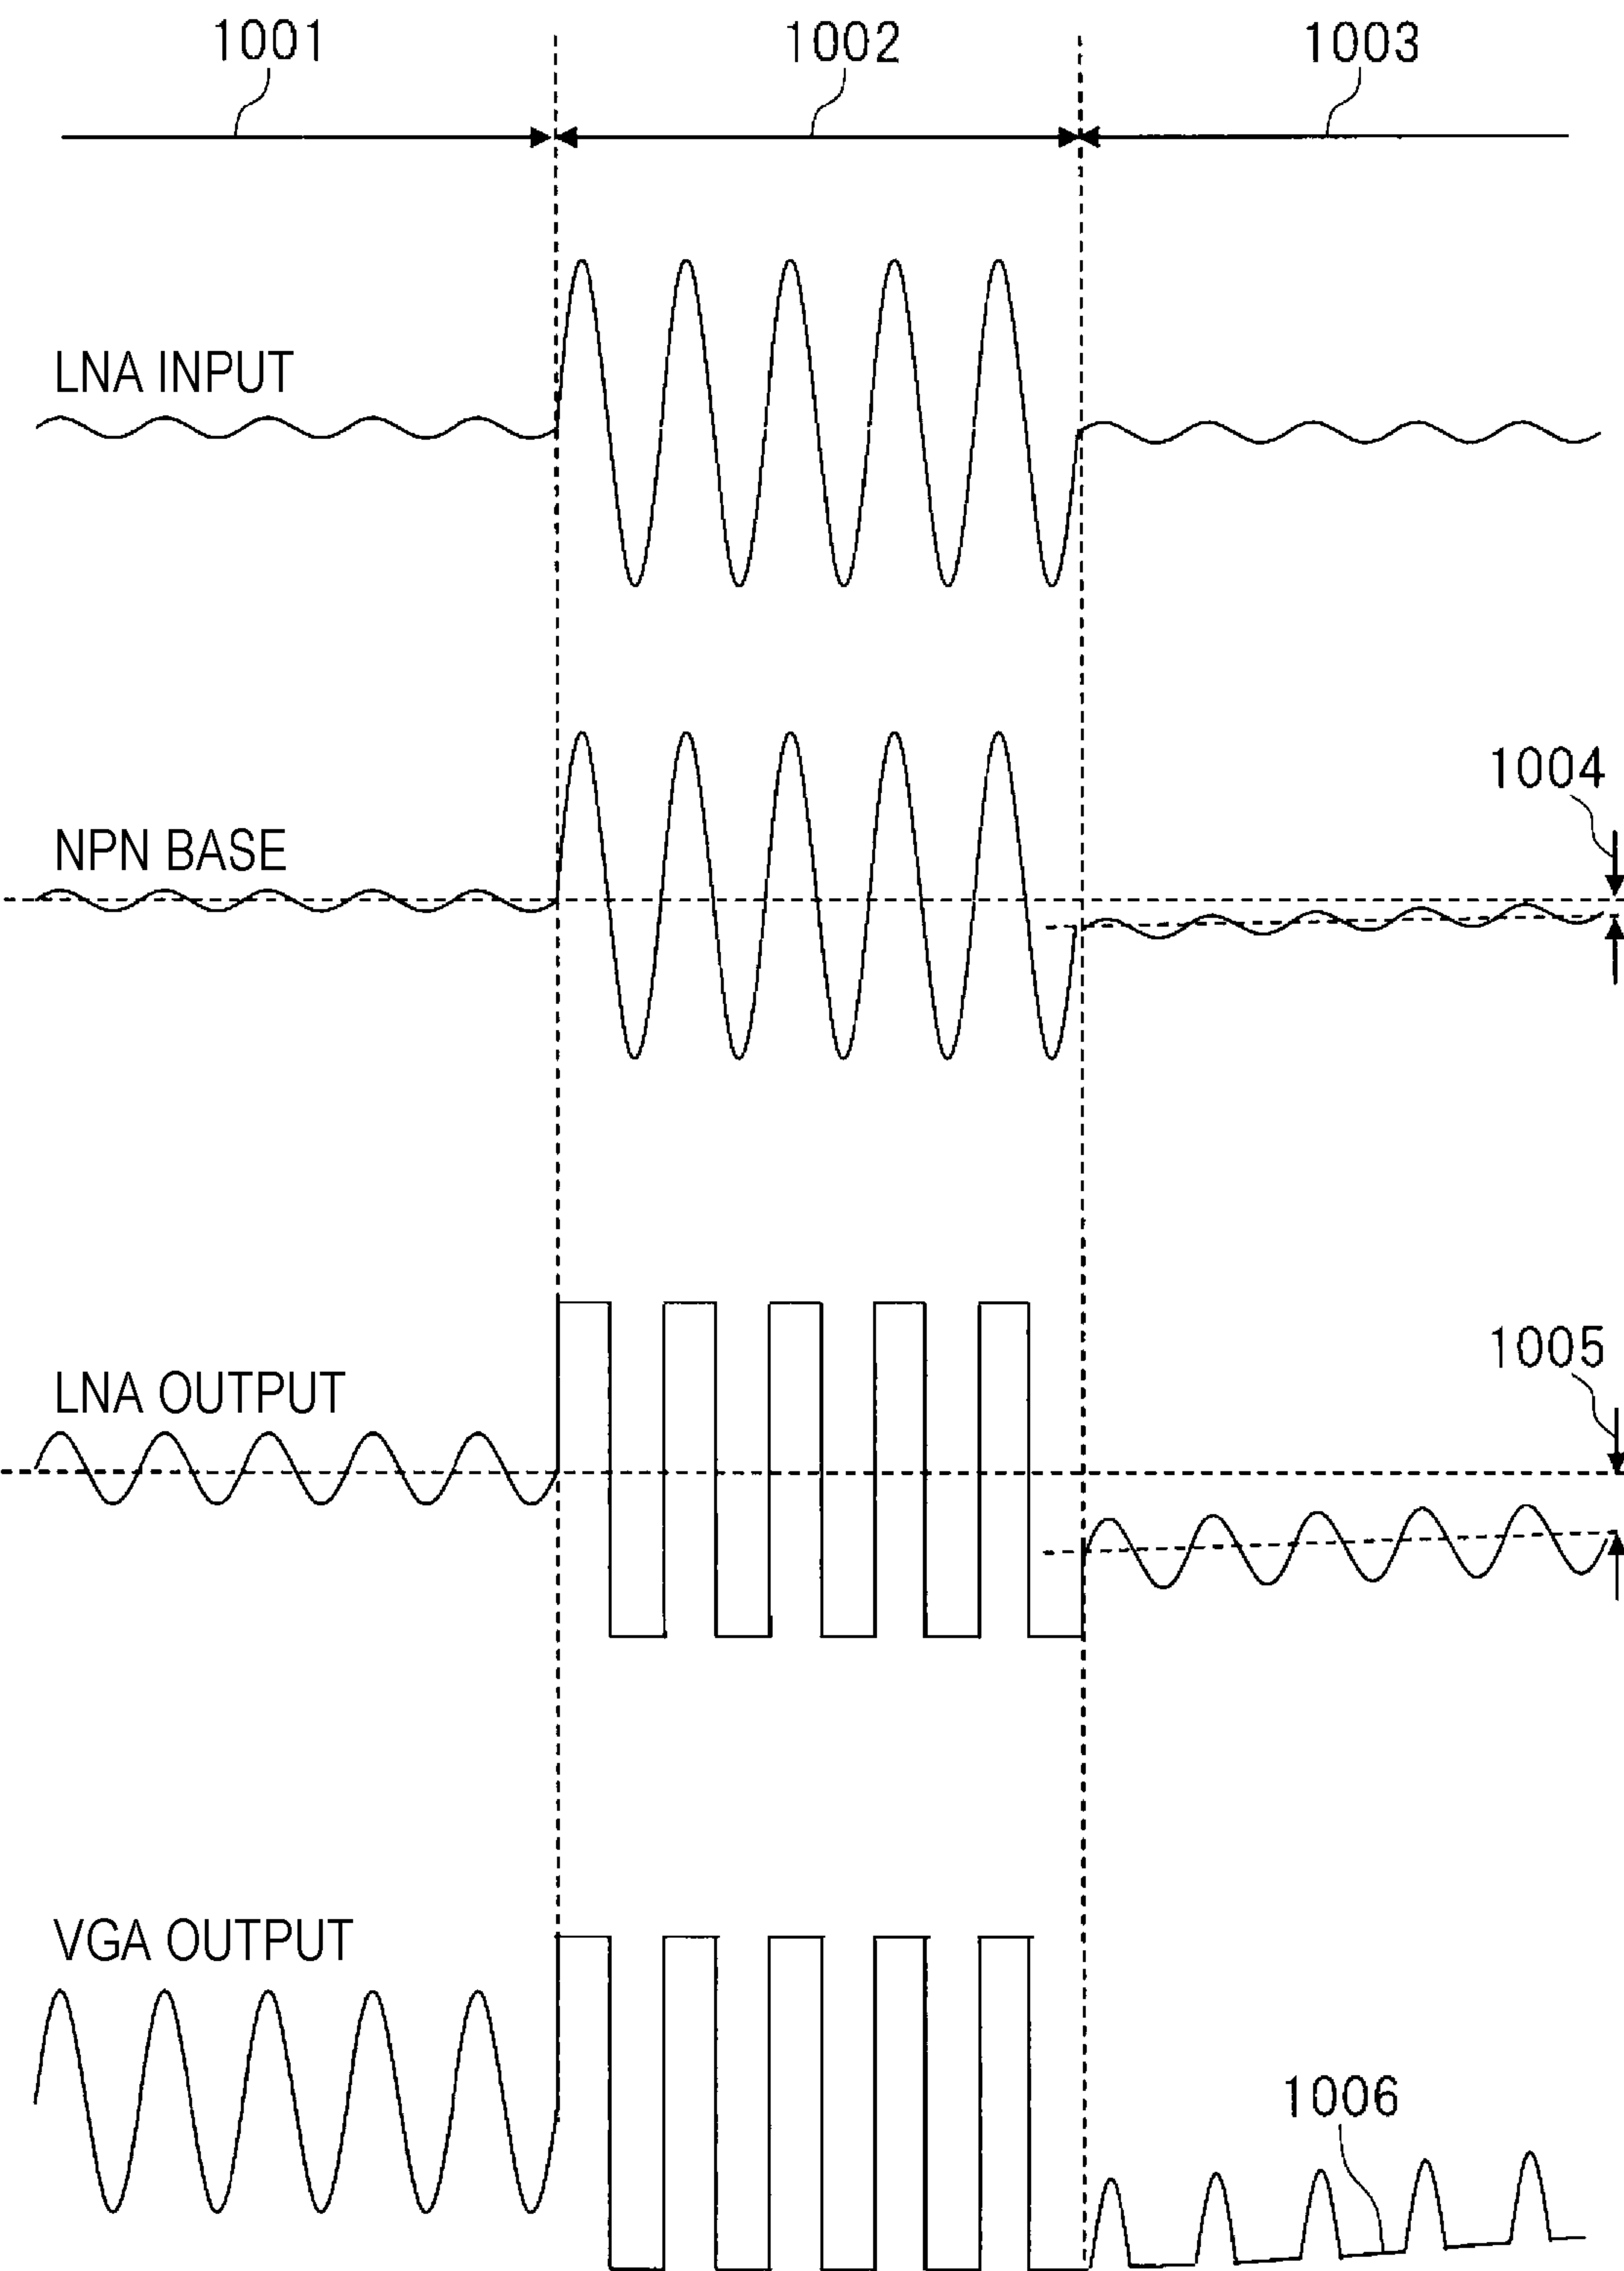 1001
1002
1003
LNA INPUT
1004
NPN BASE
1005
LNA OUTPUT
VGA OUTPUT
1006